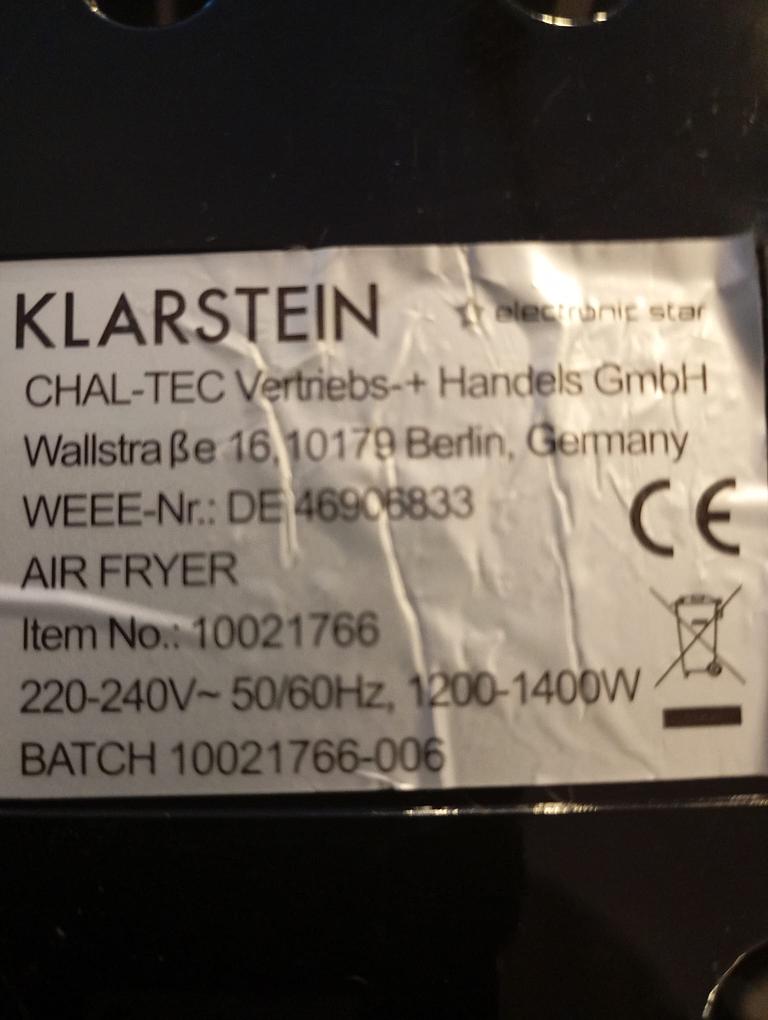 KLARSTEIN
☆ electronic star
CHAL-TEC Vertriebs-+ Handels GmbH
Wallstraße 16,10179 Berlin, Germany
WEEE-Nr.: DE 46906833
CE
AIR FRYER
Item No.: 10021766
220-240V~ 50/60Hz, 1200-1400W
BATCH 10021766-006